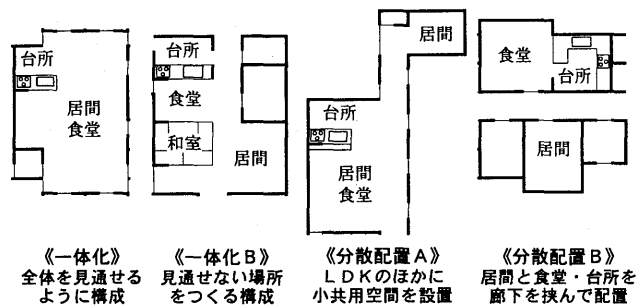 台所
居間
食堂
《一体化》
全体を見通せる
ように構成
台所
食堂
和室
居間
《一体化B》
見通せない場所
をつくる構成
居間
台所
居間
食堂
《分散配置A》
LDKのほかに
小共用空間を設置
食堂
台所
居間
《分散配置B》
居間と食堂・台所を
廊下を挟んで配置